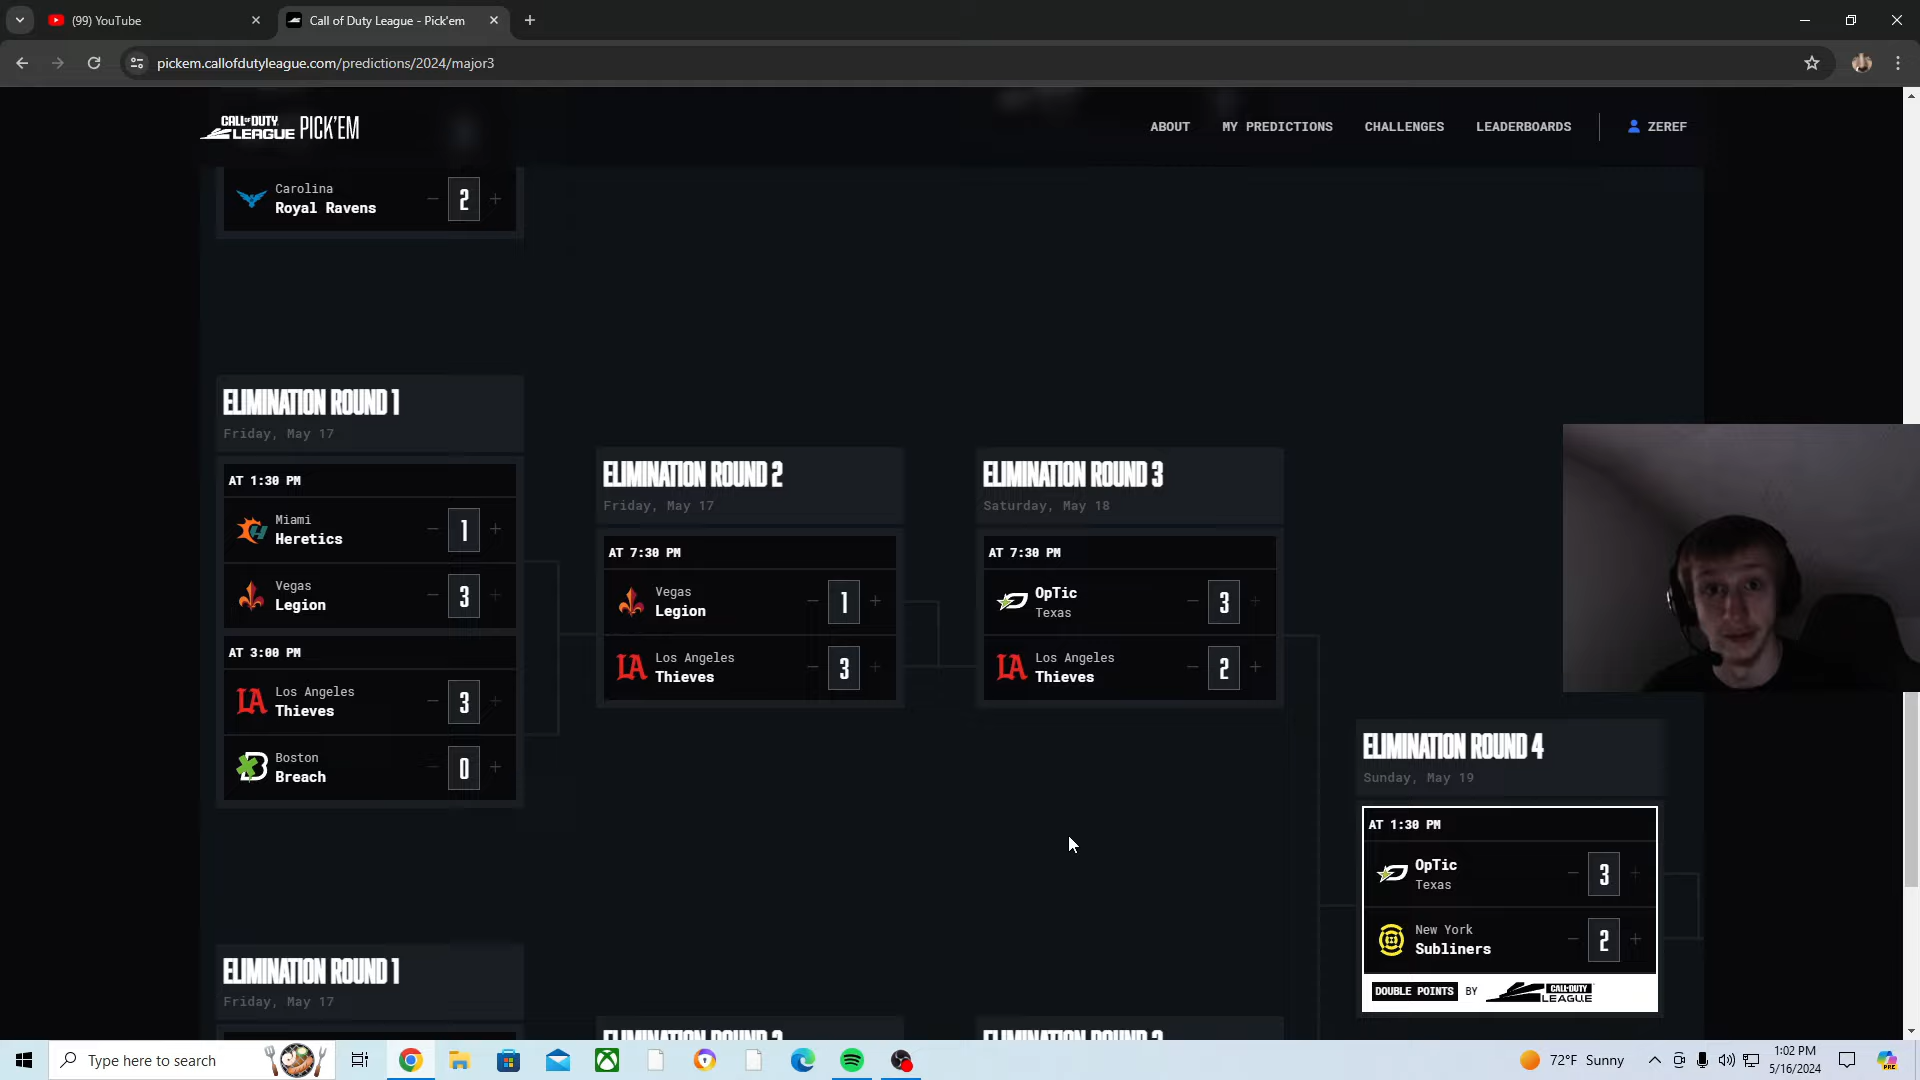 (99) YouTube
Call of Duty League - Pick'em
pickem.callofdutyleague.com/predictions/2024/major3
CALL OF DUTY LEAGUE PICK'EM
ABOUT
MY PREDICTIONS
CHALLENGES
LEADERBOARDS
ZEREF
Carolina
Royal Ravens
2
ELIMINATION ROUND 1
Friday, May 17
AT 1:30 PM
Miami
Heretics
1
Vegas
Legion
3
AT 3:00 PM
Los Angeles
Thieves
3
Boston
Breach
0
ELIMINATION ROUND 2
Friday, May 17
AT 7:30 PM
Vegas
Legion
1
Los Angeles
Thieves
3
ELIMINATION ROUND 3
Saturday, May 18
AT 7:30 PM
OpTic
Texas
3
Los Angeles
Thieves
2
ELIMINATION ROUND 4
Sunday, May 19
AT 1:30 PM
OpTic
Texas
3
New York
Subliners
2
DOUBLE POINTS BY CALL OF DUTY LEAGUE
ELIMINATION ROUND 1
Friday, May 17
Type here to search
72°F Sunny
1:02 PM
5/16/2024